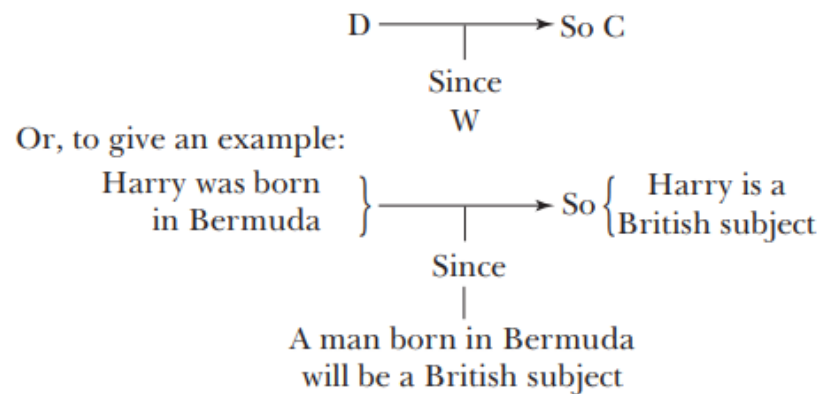 D So C
Since
W
Or, to give an example:
Harry was born
in Bermuda
So
Harry is a
British subject
Since
A man born in Bermuda
will be a British subject